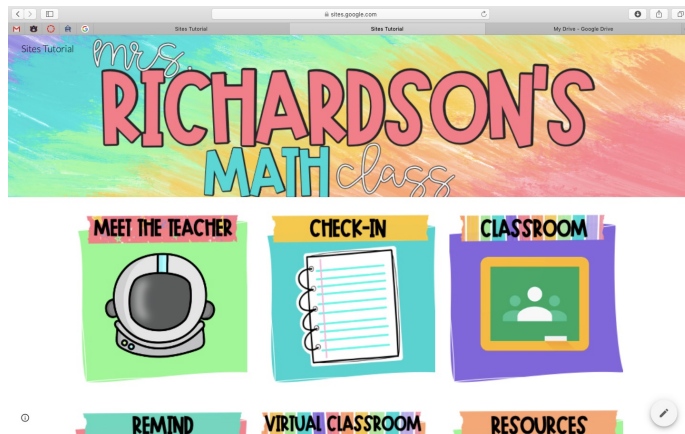 sites.google.com
Sites Tutorial
Sites Tutorial
My Drive – Google Drive
Sites Tutorial
mrs.
RICHARDSON'S
MATH class
MEET THE TEACHER
CHECK-IN
CLASSROOM
REMIND
VIRTUAL CLASSROOM
RESOURCES